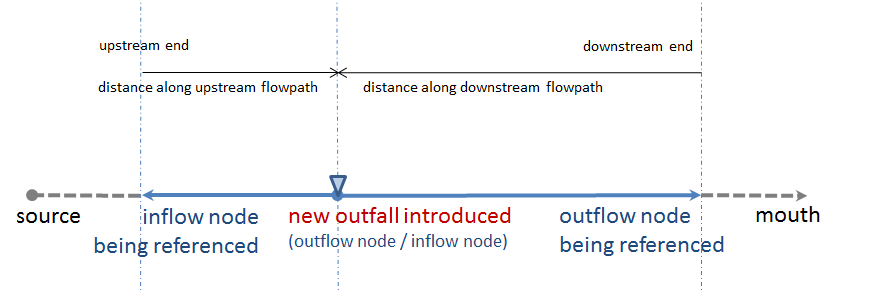 upstream end
downstream end
distance along upstream flowpath
distance along downstream flowpath
source
inflow node
being referenced
new outfall introduced
(outflow node / inflow node)
outflow node
being referenced
mouth